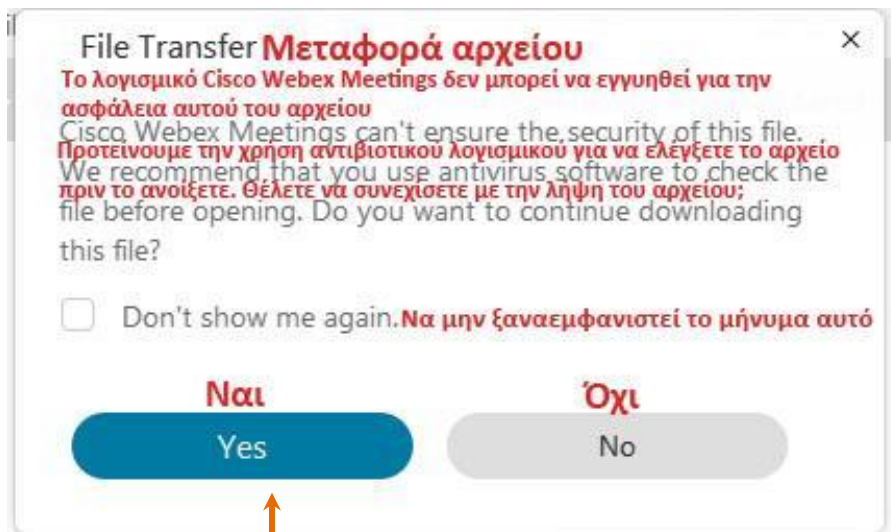 File Transfer Μεταφορά αρχείου
Το λογισμικό Cisco Webex Meetings δεν μπορεί να εγγυηθεί για την
ασφάλεια αυτού του αρχείου
Cisco Webex Meetings can't ensure the security of this file.
Προτείνουμε την χρήση αντιβιοτικού λογισμικού για να ελέγξετε το αρχείο
We recommend that you use antivirus software to check the
πριν το ανοίξετε. Θέλετε να συνεχίσετε με την λήψη του αρχείου;
file before opening. Do you want to continue downloading
this file?
Don't show me again. Να μην ξαναεμφανιστεί το μήνυμα αυτό
Ναι Όχι
Yes No